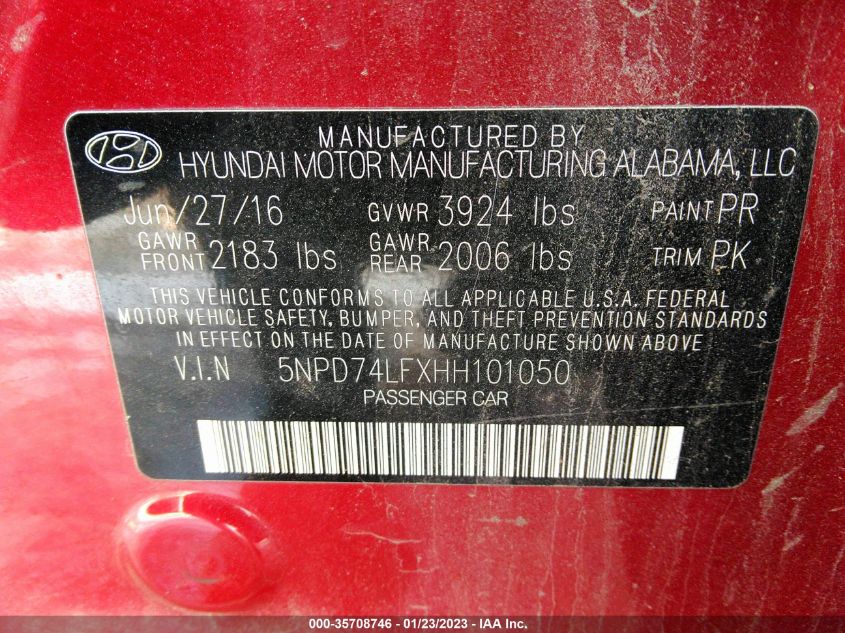 MANUFACTURED BY
HYUNDAI MOTOR MANUFACTURING ALABAMA, LLC
Jun/27/16 GVWR 3924 lbs PAINT PR
GAWR FRONT 2183 lbs GAWR REAR 2006 lbs TRIM PK
THIS VEHICLE CONFORMS TO ALL APPLICABLE U.S.A. FEDERAL
MOTOR VEHICLE SAFETY, BUMPER, AND THEFT PREVENTION STANDARDS
IN EFFECT ON THE DATE OF MANUFACTURE SHOWN ABOVE.
V.I.N 5NPD74LFXHH101050
PASSENGER CAR
000-35708746 - 01/23/2023 - IAA Inc.